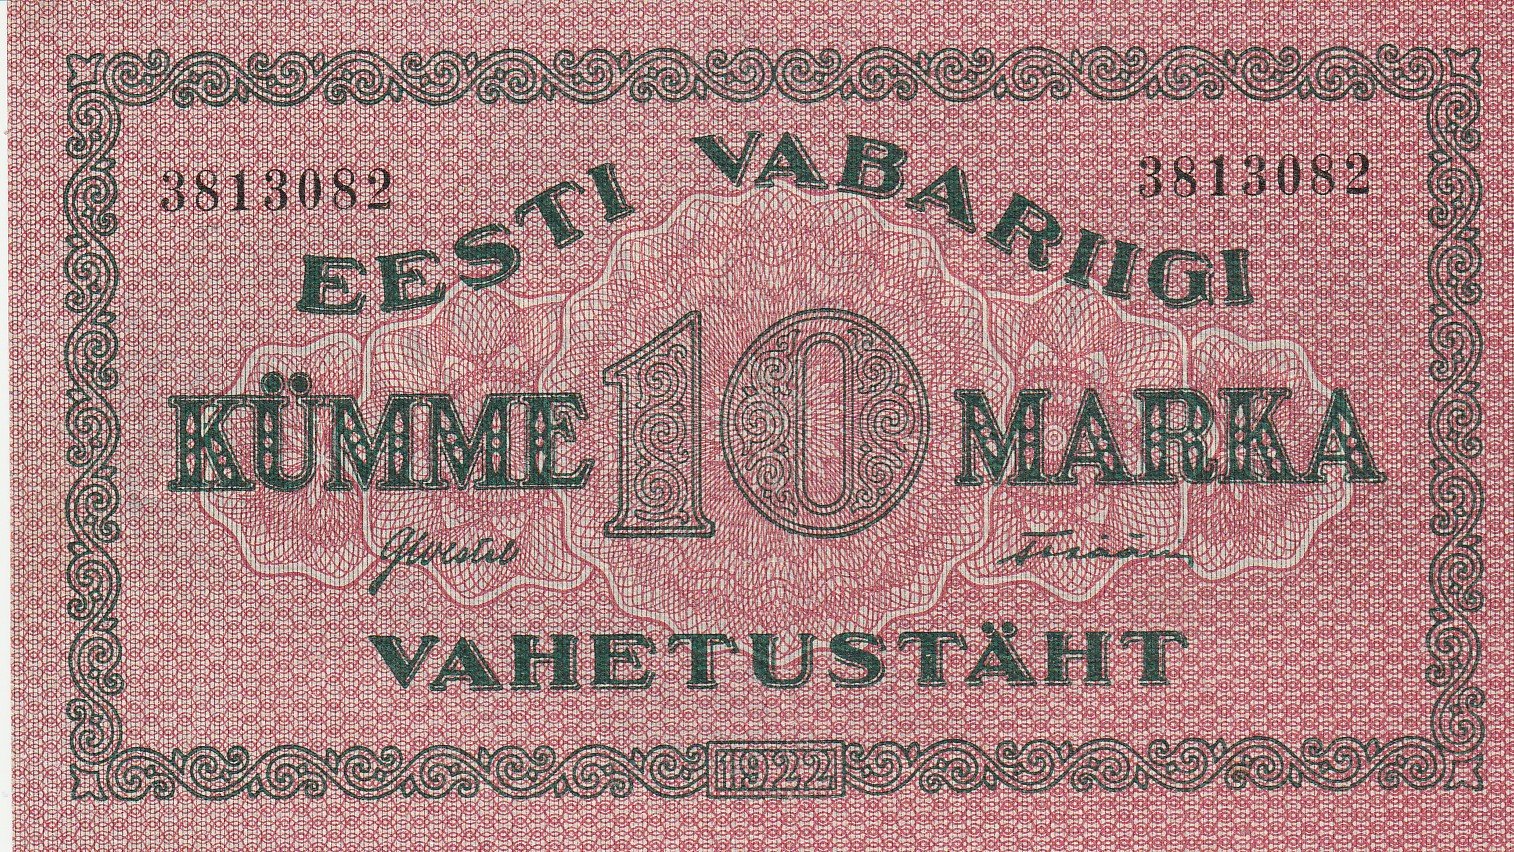 3813082 3813082
EESTI VABARIIGI
KÜMME 10 MARKA
VAHETUSTÄHT
1922